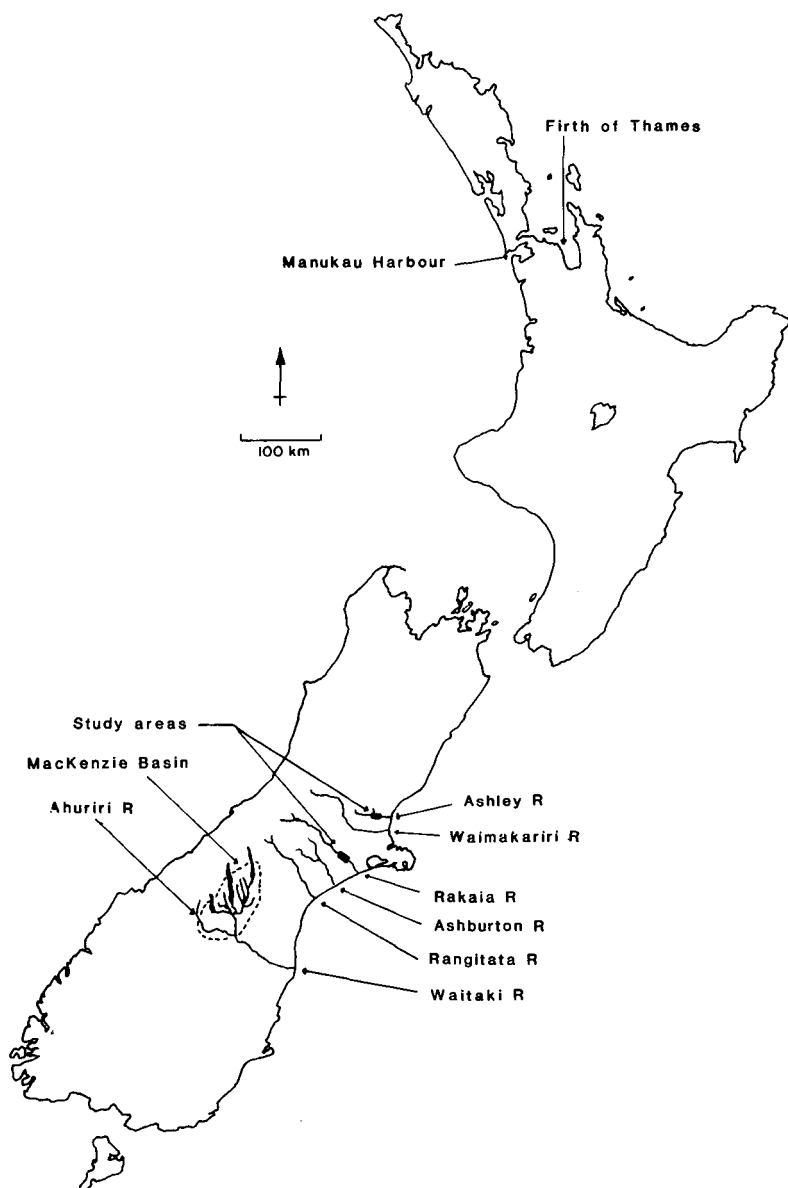 Firth of Thames
Manukau Harbour
100 km
Study areas
MacKenzie Basin
Ahuriri R
Ashley R
Waimakariri R
Rakaia R
Ashburton R
Rangitata R
Waitaki R